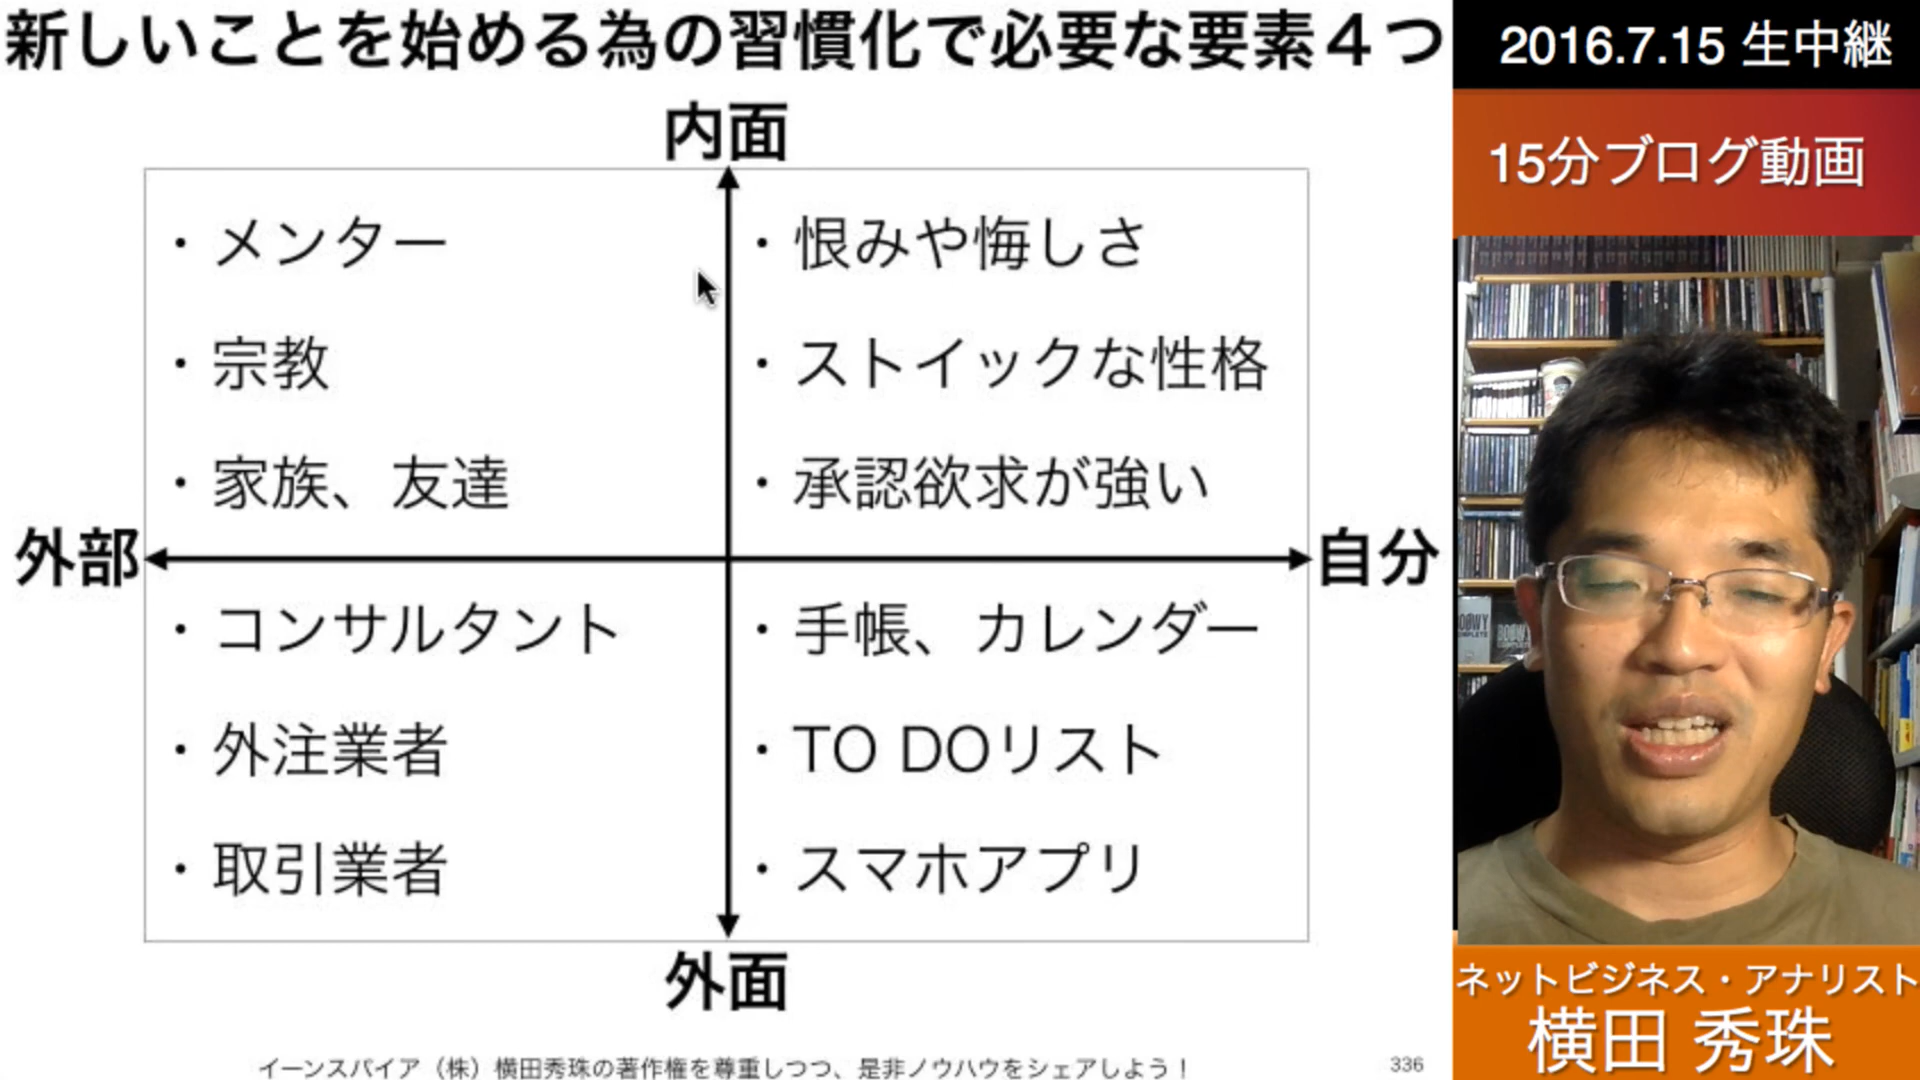 新しいことを始める為の習慣化で必要な要素４つ
内面
・メンター
・宗教
・家族、友達
・恨みや悔しさ
・ストイックな性格
・承認欲求が強い
外部
自分
・コンサルタント
・外注業者
・取引業者
・手帳、カレンダー
・TO DOリスト
・スマホアプリ
外面
イーンスパイア（株）横田秀珠の著作権を尊重しつつ、是非ノウハウをシェアしよう！
336
2016.7.15 生中継
15分ブログ動画
BOOWY
BOOWY
ネットビジネス・アナリスト
横田 秀珠